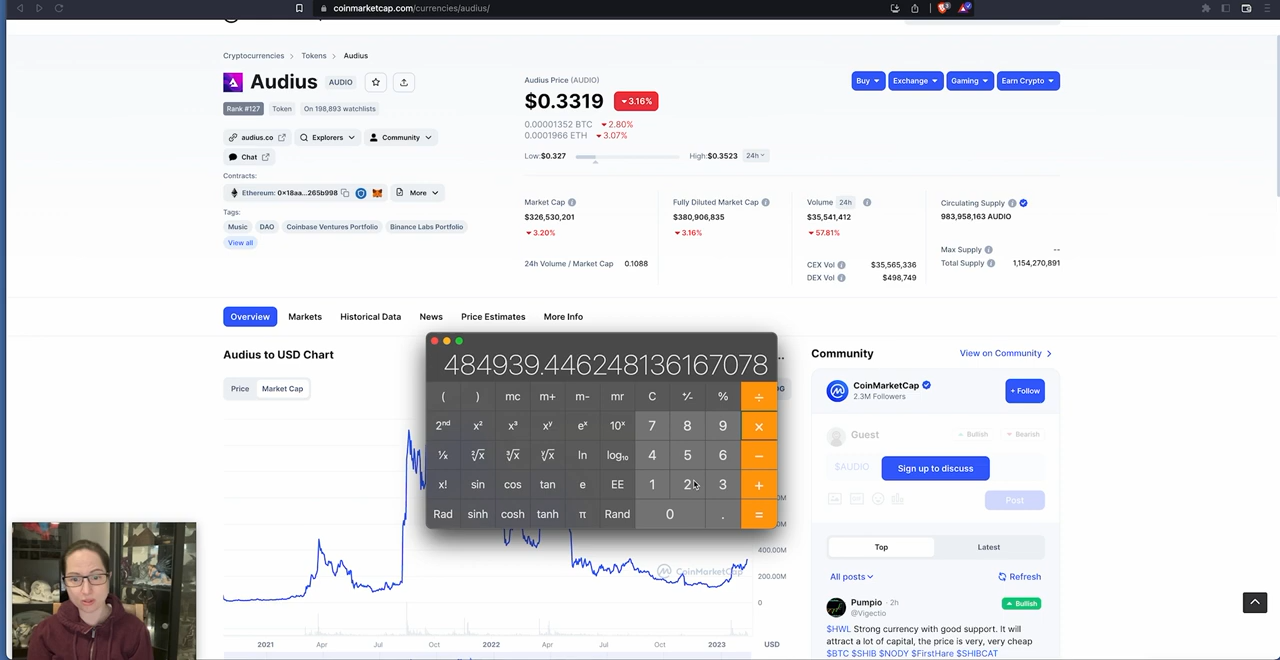 coinmarketcap.com/currencies/audius/
Cryptocurrencies > Tokens > Audius
Audius AUDIO
Rank #127 Token On 198,893 watchlists
audius.co Explorers Community
Chat
Contracts:
Ethereum: 0x18aa...265b998 More
Tags:
Music DAO Coinbase Ventures Portfolio Binance Labs Portfolio
View all
Audius Price (AUDIO)
$0.3319 3.16%
0.00001352 BTC 2.80%
0.0001966 ETH 3.07%
Low: $0.327 High: $0.3523 24h
Buy Exchange Gaming Earn Crypto
Market Cap
$326,530,201
3.20%
24h Volume / Market Cap 0.1088
Fully Diluted Market Cap
$380,906,835
3.16%
Volume 24h
$35,541,412
57.81%
CEX Vol $35,565,336
DEX Vol $498,749
Circulating Supply
983,958,163 AUDIO
Max Supply --
Total Supply 1,154,270,891
Overview Markets Historical Data News Price Estimates More Info
Audius to USD Chart
Price Market Cap
484939.446248136167078
( ) mc m+ m- mr C +/- % ÷
2nd x² x³ xʸ eˣ 10ˣ 7 8 9 ×
1/x ²√x ³√x ʸ√x ln log₁₀ 4 5 6 −
x! sin cos tan e EE 1 2 3 +
Rad sinh cosh tanh π Rand 0 . =
400.00M
CoinMarketCap
200.00M
0
2021 Apr Jul Oct 2022 Apr Jul Oct 2023 USD
Community View on Community >
CoinMarketCap
2.3M Followers
+ Follow
Guest Bullish Bearish
$AUDIO
Sign up to discuss
Post
Top Latest
All posts Refresh
Pumpio · 2h
@Vigectio
Bullish
$HWL Strong currency with good support. It will
attract a lot of capital, the price is very, very cheap
$BTC $SHIB $NODY $FirstHare $SHIBCAT